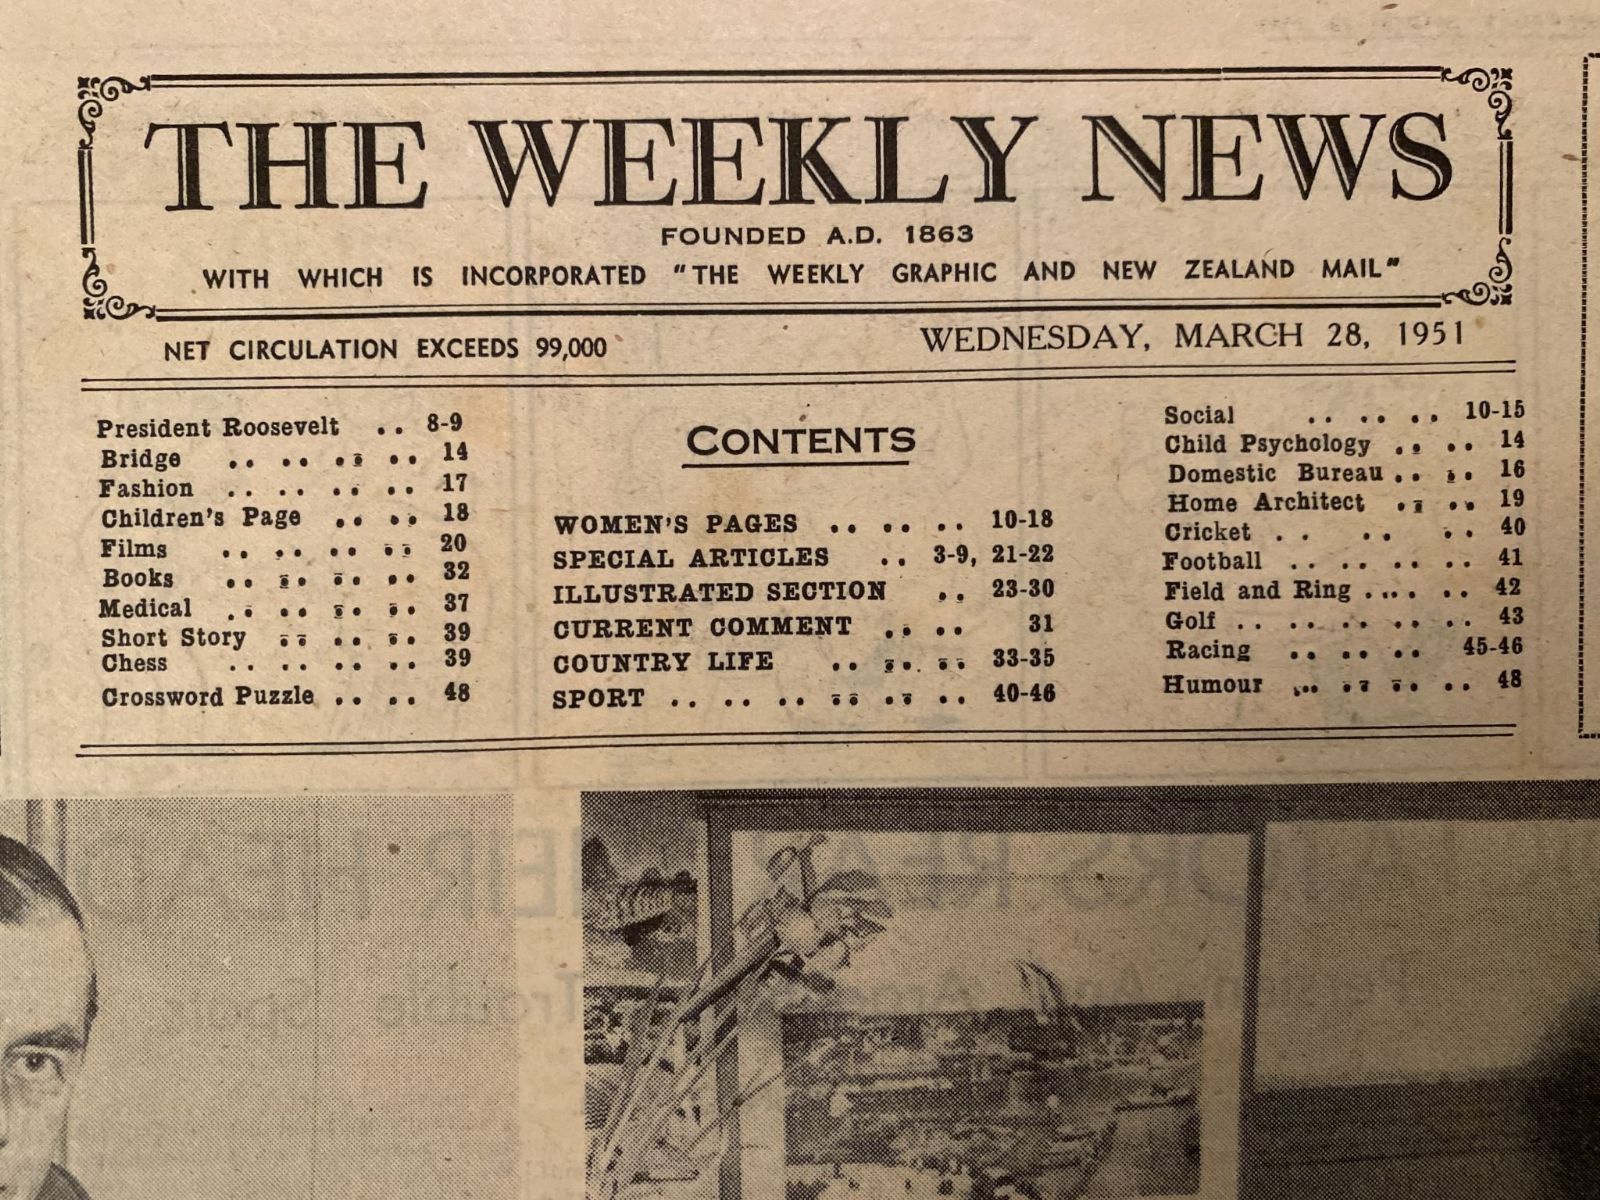 THE WEEKLY NEWS
FOUNDED A.D. 1863
WITH WHICH IS INCORPORATED "THE WEEKLY GRAPHIC AND NEW ZEALAND MAIL"
NET CIRCULATION EXCEEDS 99,000
WEDNESDAY, MARCH 28, 1951
President Roosevelt .. 8-9
Bridge .. .. .. .. 14
Fashion .. .. .. .. 17
Children's Page .. .. 18
Films .. .. .. .. 20
Books .. .. .. .. 32
Medical .. .. .. .. 37
Short Story .. .. .. 39
Chess .. .. .. .. 39
Crossword Puzzle .. .. 48
CONTENTS
WOMEN'S PAGES .. .. .. 10-18
SPECIAL ARTICLES .. 3-9, 21-22
ILLUSTRATED SECTION .. 23-30
CURRENT COMMENT .. .. 31
COUNTRY LIFE .. .. .. 33-35
SPORT .. .. .. .. .. .. 40-46
Social .. .. .. 10-15
Child Psychology .. .. 14
Domestic Bureau .. .. 16
Home Architect .. .. 19
Cricket .. .. .. 40
Football .. .. .. .. 41
Field and Ring .... .. 42
Golf .. .. .. .. .. 43
Racing .. .. .. 45-46
Humour ... .. .. .. 48